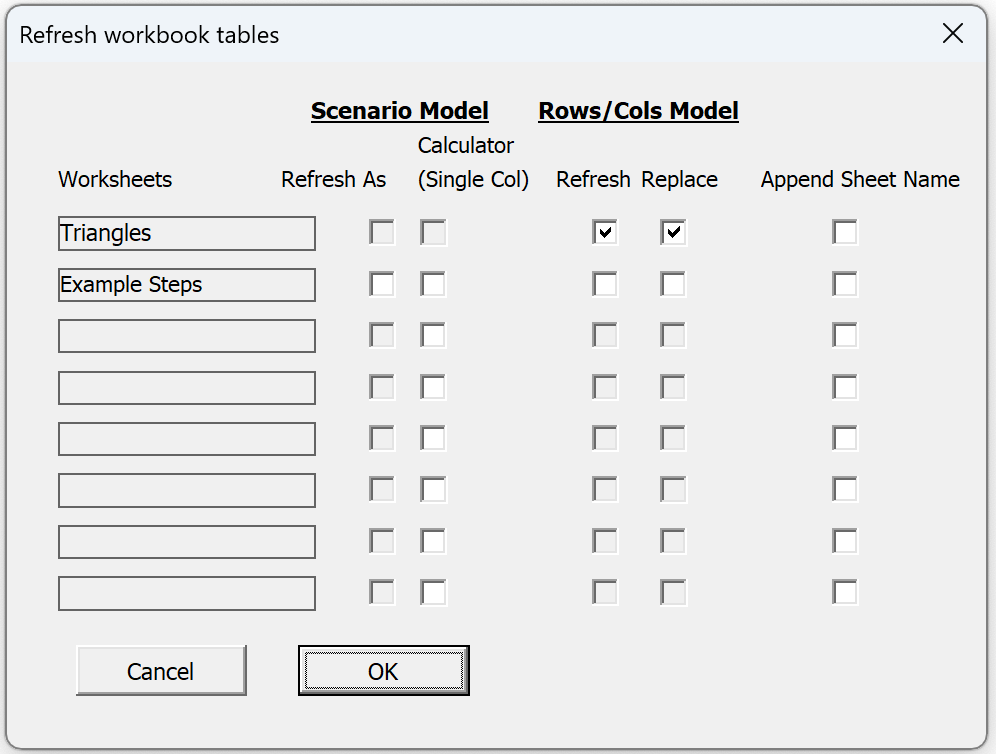 Refresh workbook tables
Scenario Model Rows/Cols Model
Calculator
Worksheets Refresh As (Single Col) Refresh Replace Append Sheet Name
Triangles
Example Steps
Cancel OK